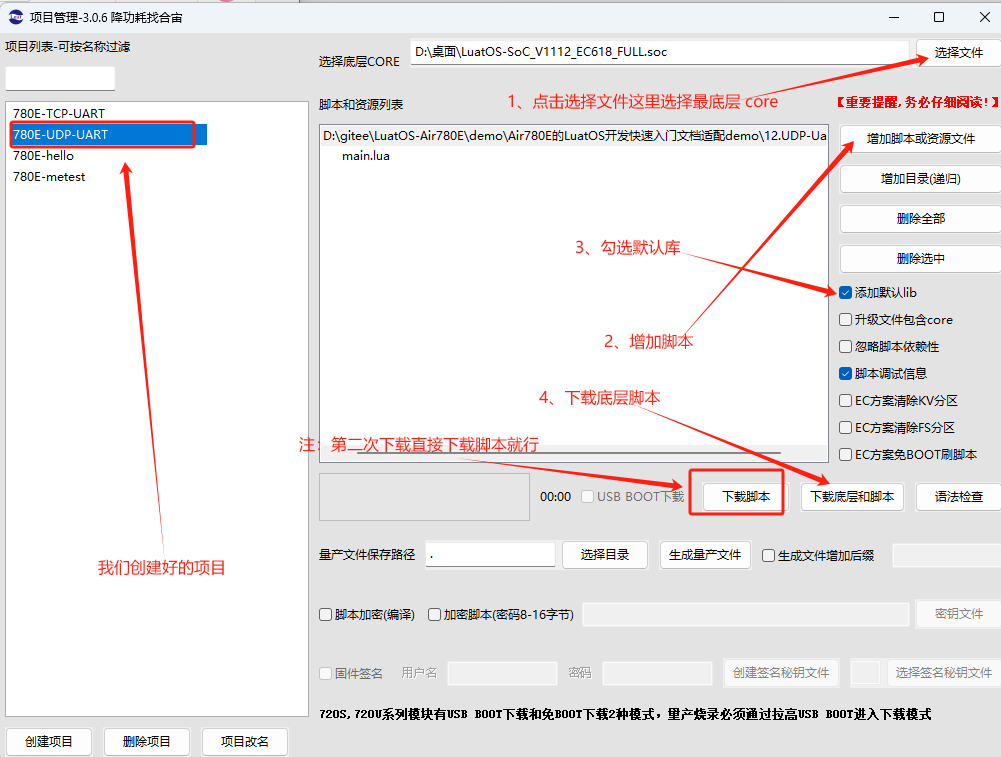 项目管理-3.0.6 降功耗找合宙
项目列表-可按名称过滤
选择底层CORE
D:\桌面\LuatOS-SoC_V1112_EC618_FULL.soc
选择文件
1、点击选择文件这里选择最底层 core
【重要提醒,务必仔细阅读!】
脚本和资源列表
780E-TCP-UART
780E-UDP-UART
780E-hello
780E-metest
D:\gitee\LuatOS-Air780E\demo\Air780E的LuatOS开发快速入门文档适配demo\12.UDP-Ua
main.lua
增加脚本或资源文件
增加目录(递归)
删除全部
删除选中
3、勾选默认库
添加默认lib
升级文件包含core
2、增加脚本
忽略脚本依赖性
脚本调试信息
4、下载底层脚本
EC方案清除KV分区
EC方案清除FS分区
注：第二次下载直接下载脚本就行
EC方案免BOOT刷脚本
00:00
USB BOOT下载
下载脚本
下载底层和脚本
语法检查
量产文件保存路径
.
选择目录
生成量产文件
生成文件增加后缀
我们创建好的项目
脚本加密(编译)
加密脚本(密码8-16字节)
密钥文件
固件签名
用户名
密码
创建签名秘钥文件
选择签名秘钥文件
720S,720U系列模块有USB BOOT下载和免BOOT下载2种模式，量产烧录必须通过拉高USB BOOT进入下载模式
创建项目
删除项目
项目改名